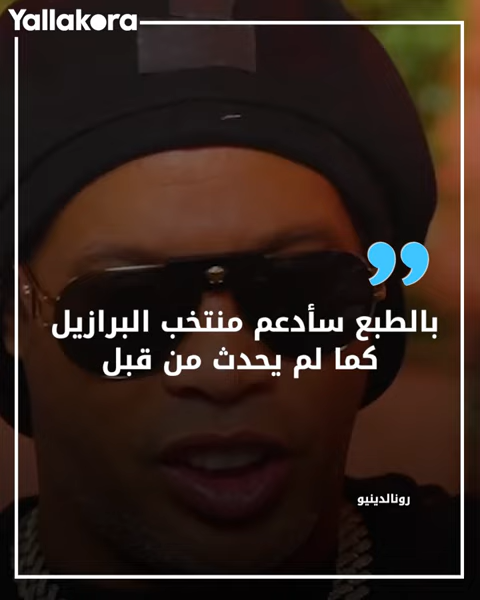 Yallakora
”
بالطبع سأدعم منتخب البرازيل
كما لم يحدث من قبل
رونالدينيو